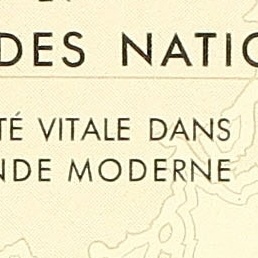 DES NATIO
TÉ VITALE DANS
NDE MODERNE